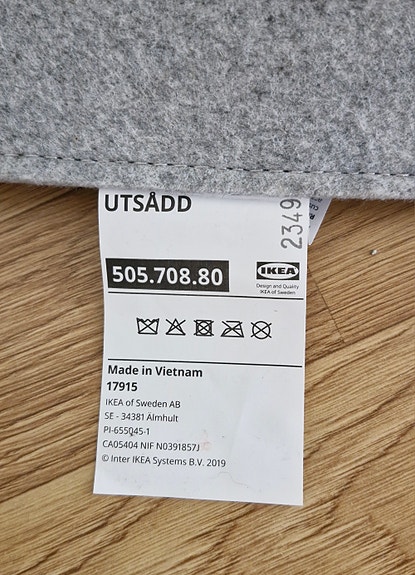 UTSÅDD
2349
505.708.80
IKEA
Design and Quality
IKEA of Sweden
Made in Vietnam
17915
IKEA of Sweden AB
SE - 34381 Älmhult
PI-655045-1
CA05404 NIF N0391857J
© Inter IKEA Systems B.V. 2019